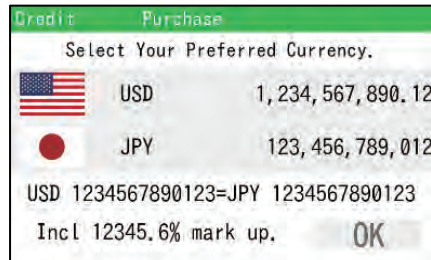 Credit Purchase
Select Your Preferred Currency.
USD 1,234,567,890.12
JPY 123,456,789,012
USD 1234567890123=JPY 1234567890123
Incl 12345.6% mark up. OK